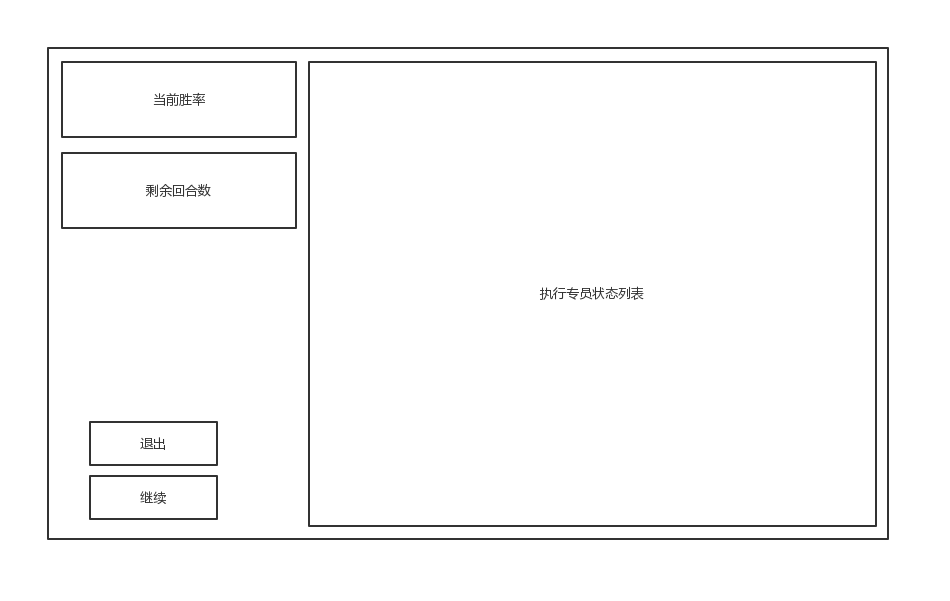 当前胜率
剩余回合数
执行专员状态列表
退出
继续